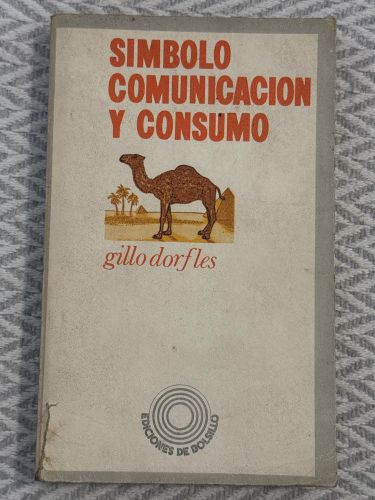 SIMBOLO
COMUNICACION
Y CONSUMO
gillo dorfles
EDICIONES DE BOLSILLO